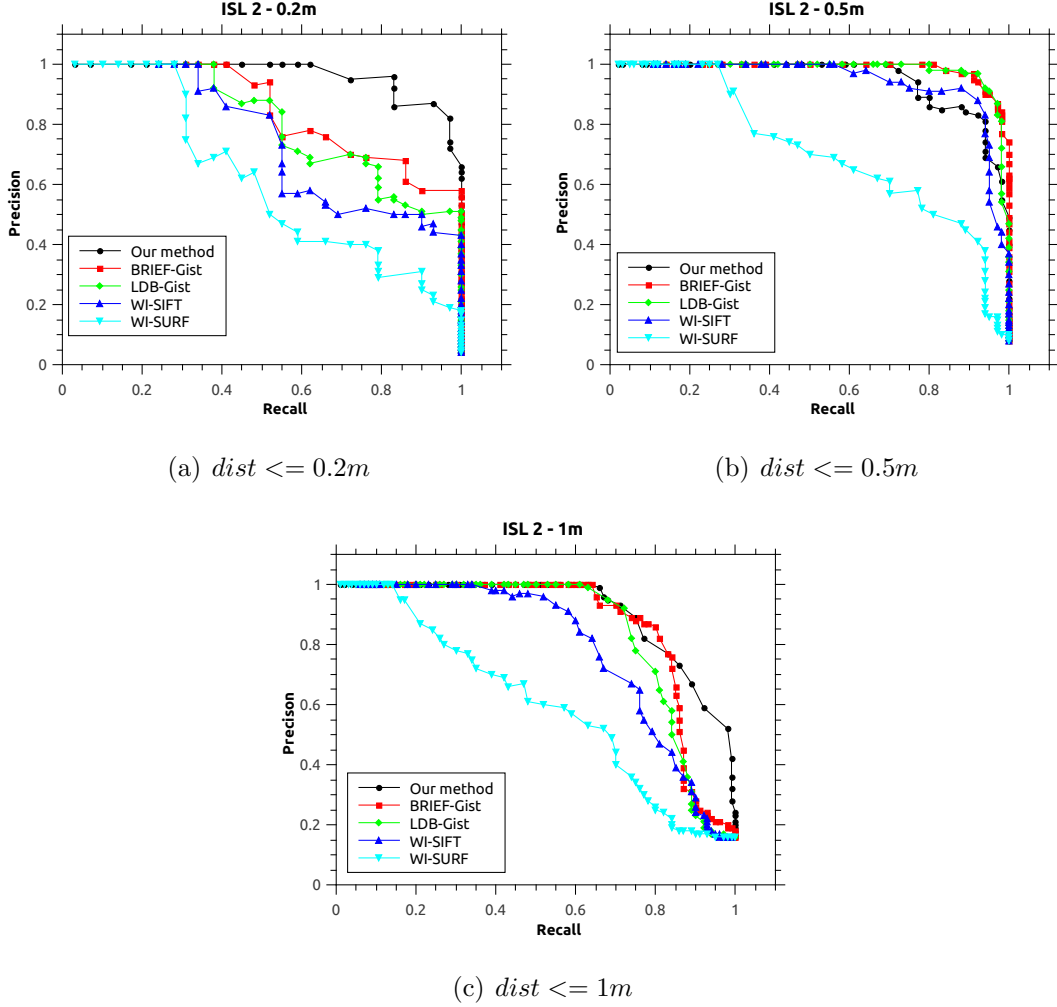 ISL 2 - 0.2m
Precision
1
0.8
0.6
0.4
0.2
0
Our method
BRIEF-Gist
LDB-Gist
WI-SIFT
WI-SURF
0 0.2 0.4 0.6 0.8 1
Recall
(a) dist <= 0.2m
ISL 2 - 0.5m
Precision
1
0.8
0.6
0.4
0.2
0
Our method
BRIEF-Gist
LDB-Gist
WI-SIFT
WI-SURF
0 0.2 0.4 0.6 0.8 1
Recall
(b) dist <= 0.5m
ISL 2 - 1m
Precison
1
0.8
0.6
0.4
0.2
0
Our method
BRIEF-Gist
LDB-Gist
WI-SIFT
WI-SURF
0 0.2 0.4 0.6 0.8 1
Recall
(c) dist <= 1m